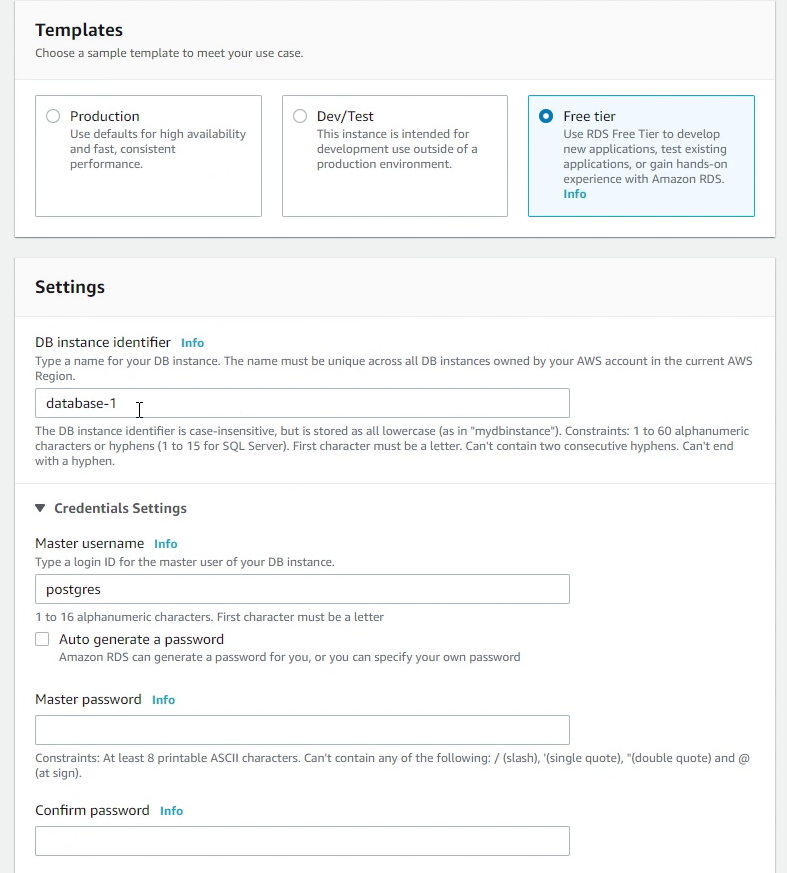 Templates
Choose a sample template to meet your use case.
Production
Use defaults for high availability
and fast, consistent
performance.
Dev/Test
This instance is intended for
development use outside of a
production environment.
Free tier
Use RDS Free Tier to develop
new applications, test existing
applications, or gain hands-on
experience with Amazon RDS.
Info
Settings
DB instance identifier Info
Type a name for your DB instance. The name must be unique across all DB instances owned by your AWS account in the current AWS
Region.
database-1
The DB instance identifier is case-insensitive, but is stored as all lowercase (as in "mydbinstance"). Constraints: 1 to 60 alphanumeric
characters or hyphens (1 to 15 for SQL Server). First character must be a letter. Can't contain two consecutive hyphens. Can't end
with a hyphen.
Credentials Settings
Master username Info
Type a login ID for the master user of your DB instance.
postgres
1 to 16 alphanumeric characters. First character must be a letter
Auto generate a password
Amazon RDS can generate a password for you, or you can specify your own password
Master password Info
Constraints: At least 8 printable ASCII characters. Can't contain any of the following: / (slash), '(single quote), "(double quote) and @
(at sign).
Confirm password Info